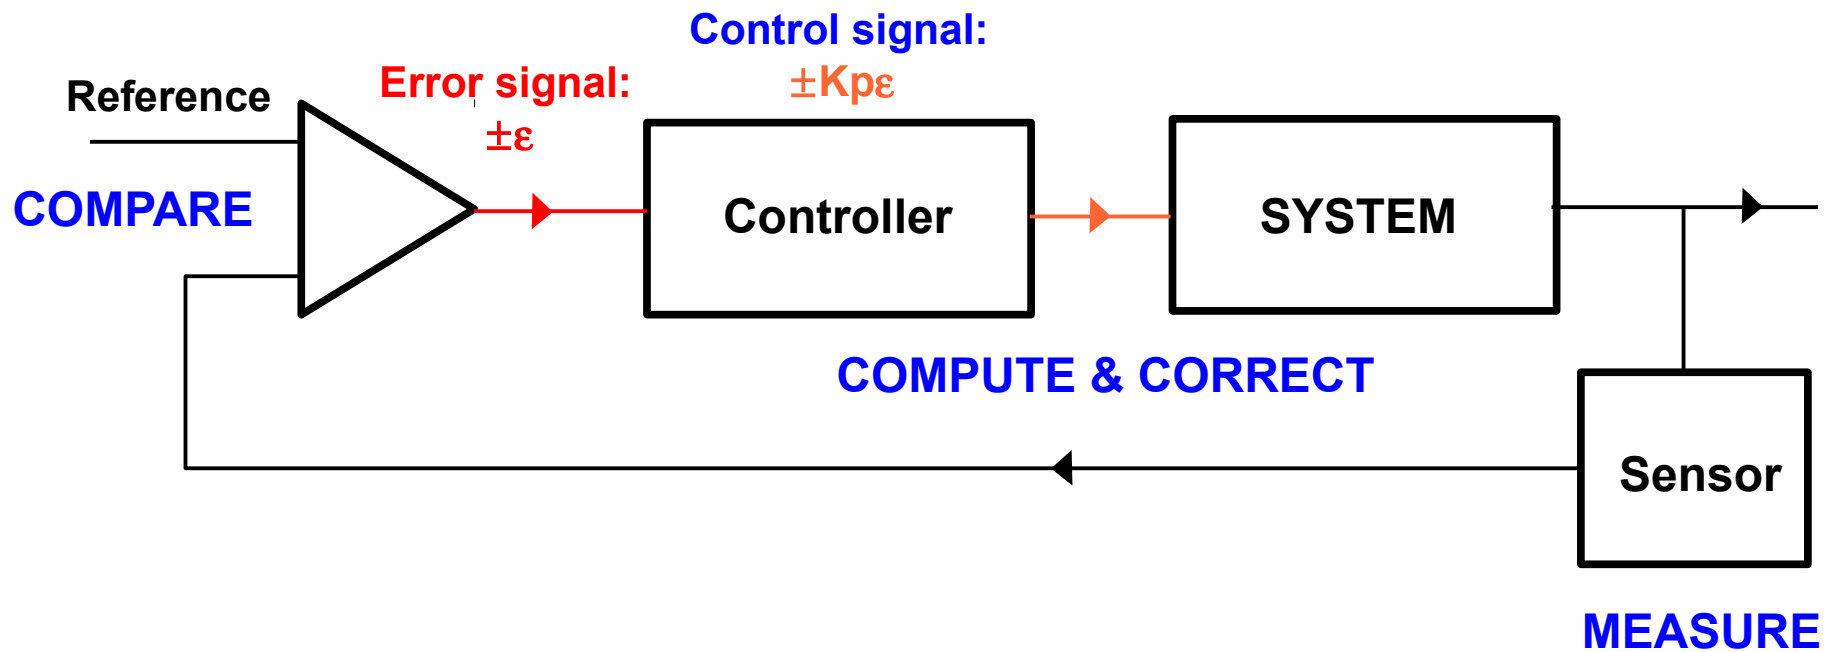 Control signal:
±Kpε
Error signal:
±ε
Reference
COMPARE
Controller
SYSTEM
COMPUTE & CORRECT
Sensor
MEASURE